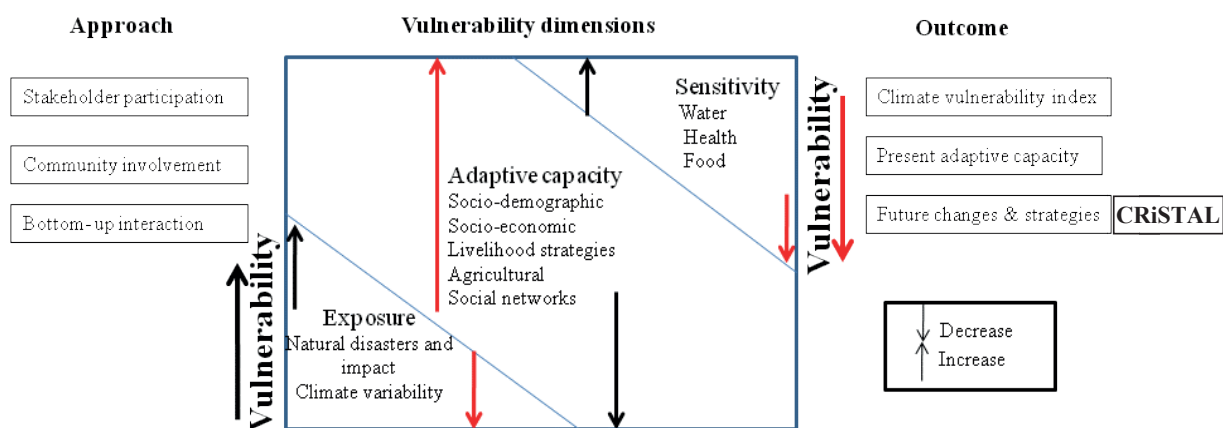 Approach
Vulnerability dimensions
Outcome
Stakeholder participation
Community involvement
Bottom-up interaction
Vulnerability
Sensitivity
Water
Health
Food
Adaptive capacity
Socio-demographic
Socio-economic
Livelihood strategies
Agricultural
Social networks
Exposure
Natural disasters and
impact
Climate variability
Vulnerability
Climate vulnerability index
Present adaptive capacity
Future changes & strategies
CRiSTAL
Decrease
Increase